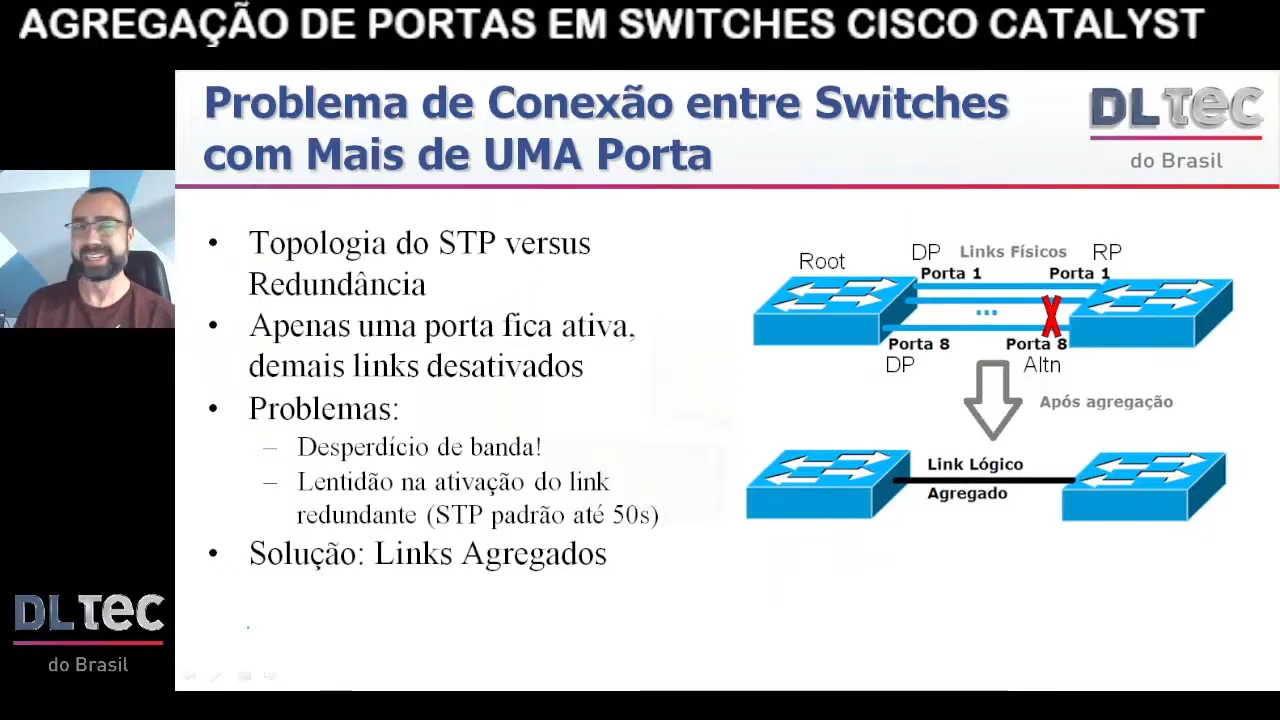 AGREGAÇÃO DE PORTAS EM SWITCHES CISCO CATALYST
Problema de Conexão entre Switches
com Mais de UMA Porta
DLTEC
do Brasil
• Topologia do STP versus
Redundância
• Apenas uma porta fica ativa,
demais links desativados
• Problemas:
– Desperdício de banda!
– Lentidão na ativação do link
redundante (STP padrão até 50s)
• Solução: Links Agregados
Root
DP
Links Físicos
RP
Porta 1
Porta 1
...
Porta 8
Porta 8
DP
Altn
Após agregação
Link Lógico
Agregado
DLTEC
do Brasil